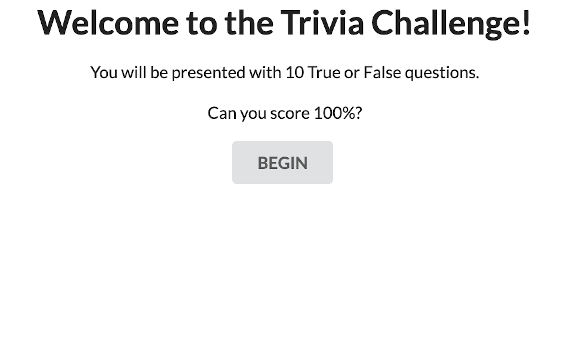 Welcome to the Trivia Challenge!
You will be presented with 10 True or False questions.
Can you score 100%?
BEGIN